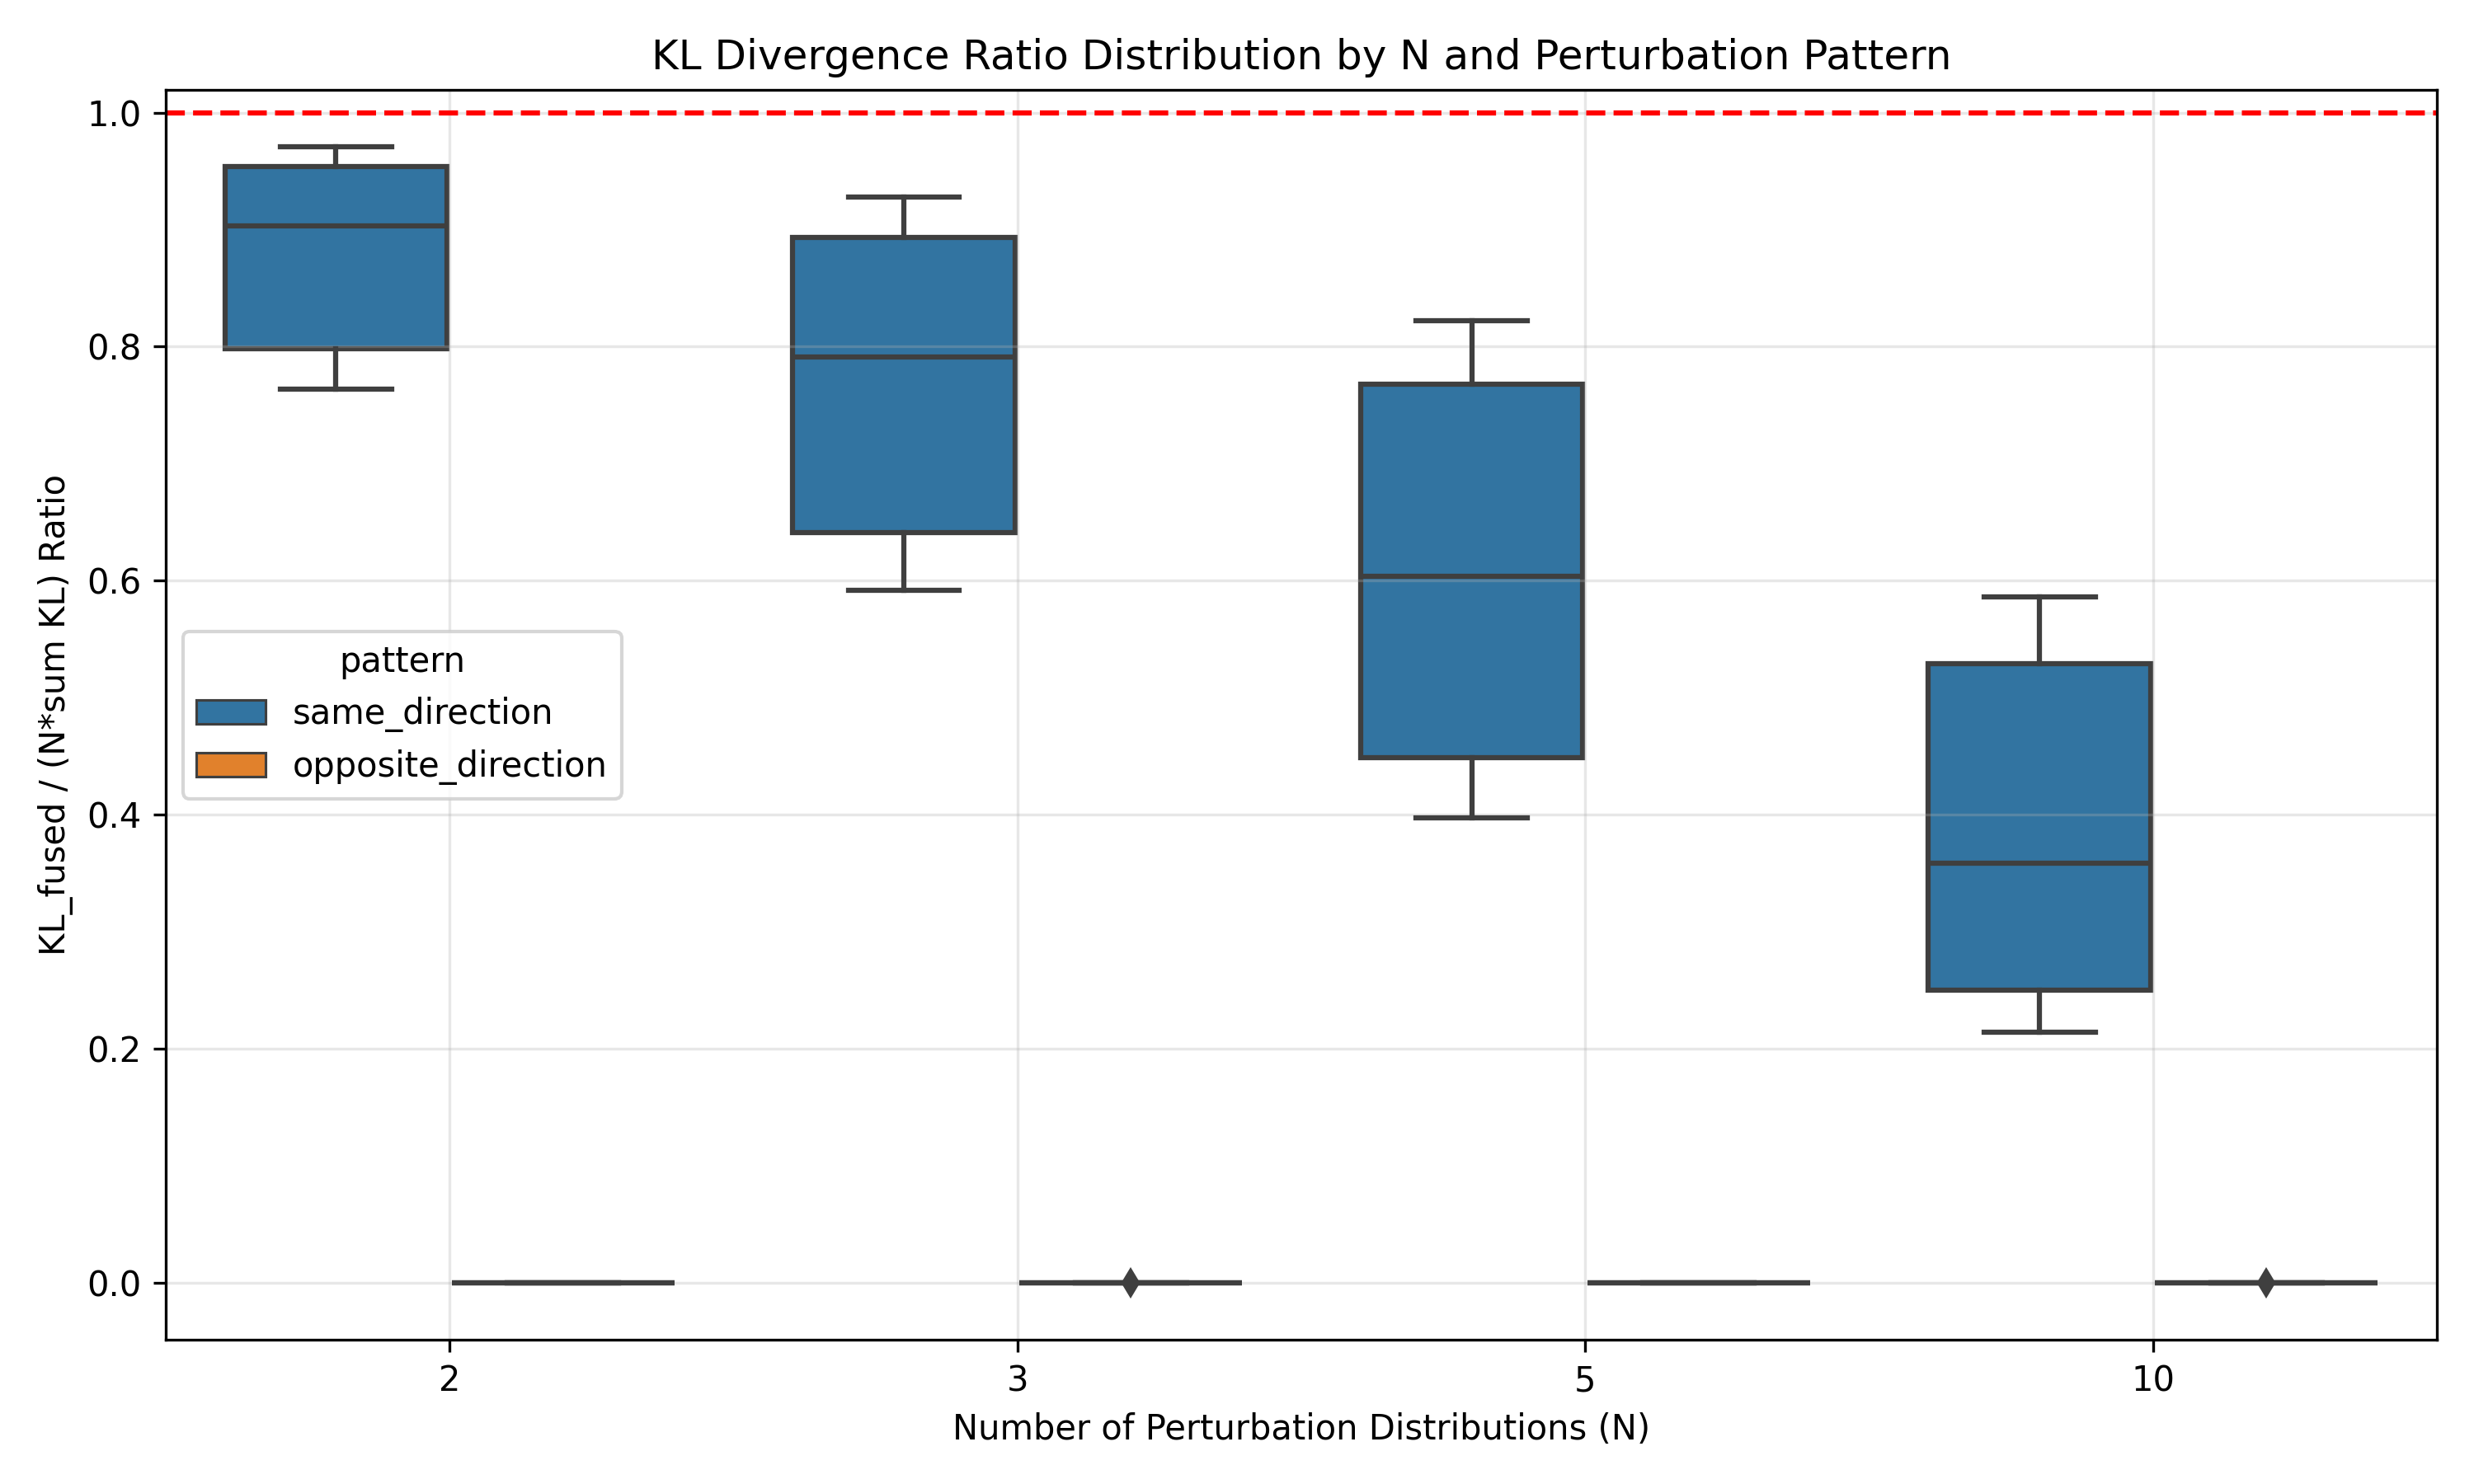 KL Divergence Ratio Distribution by N and Perturbation Pattern
KL_fused / (N*sum KL) Ratio
1.0
0.8
0.6
0.4
0.2
0.0
pattern
same_direction
opposite_direction
2
3
5
10
Number of Perturbation Distributions (N)